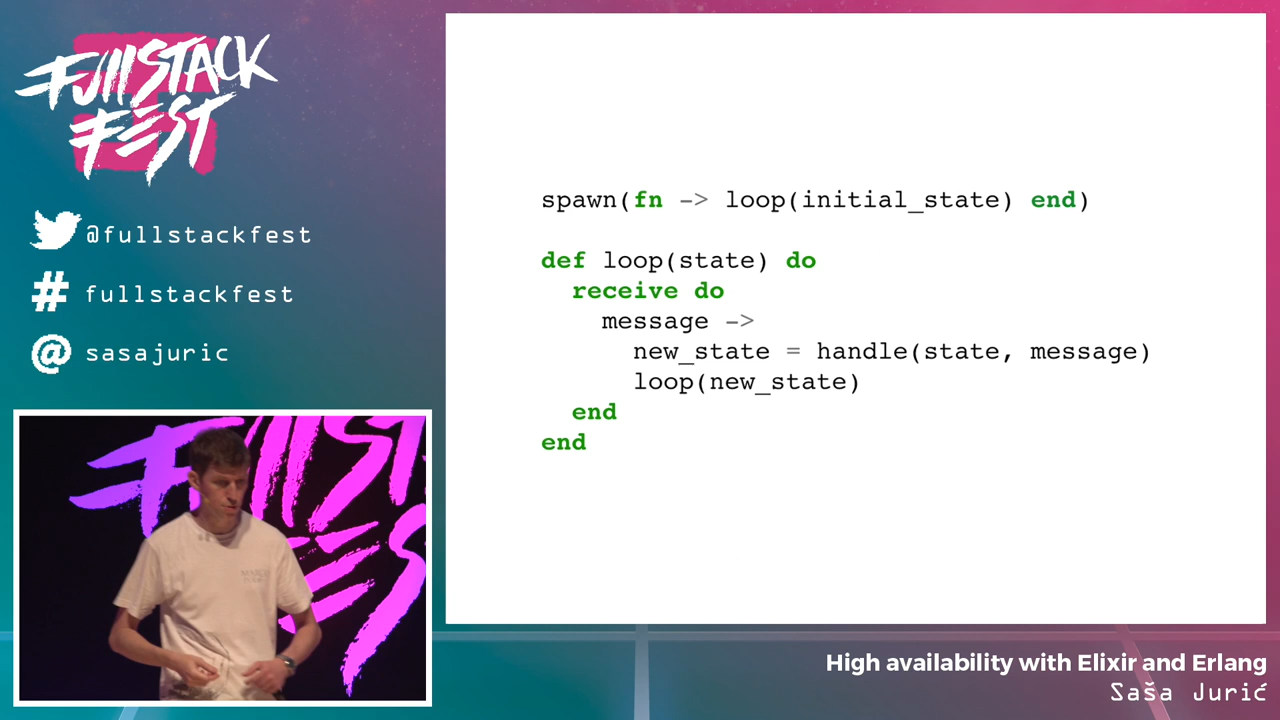 FullSTACK
FEST
@fullstackfest
# fullstackfest
@ sasajuric
spawn(fn -> loop(initial_state) end)
def loop(state) do
receive do
message ->
new_state = handle(state, message)
loop(new_state)
end
end
High availability with Elixir and Erlang
Saša Jurić